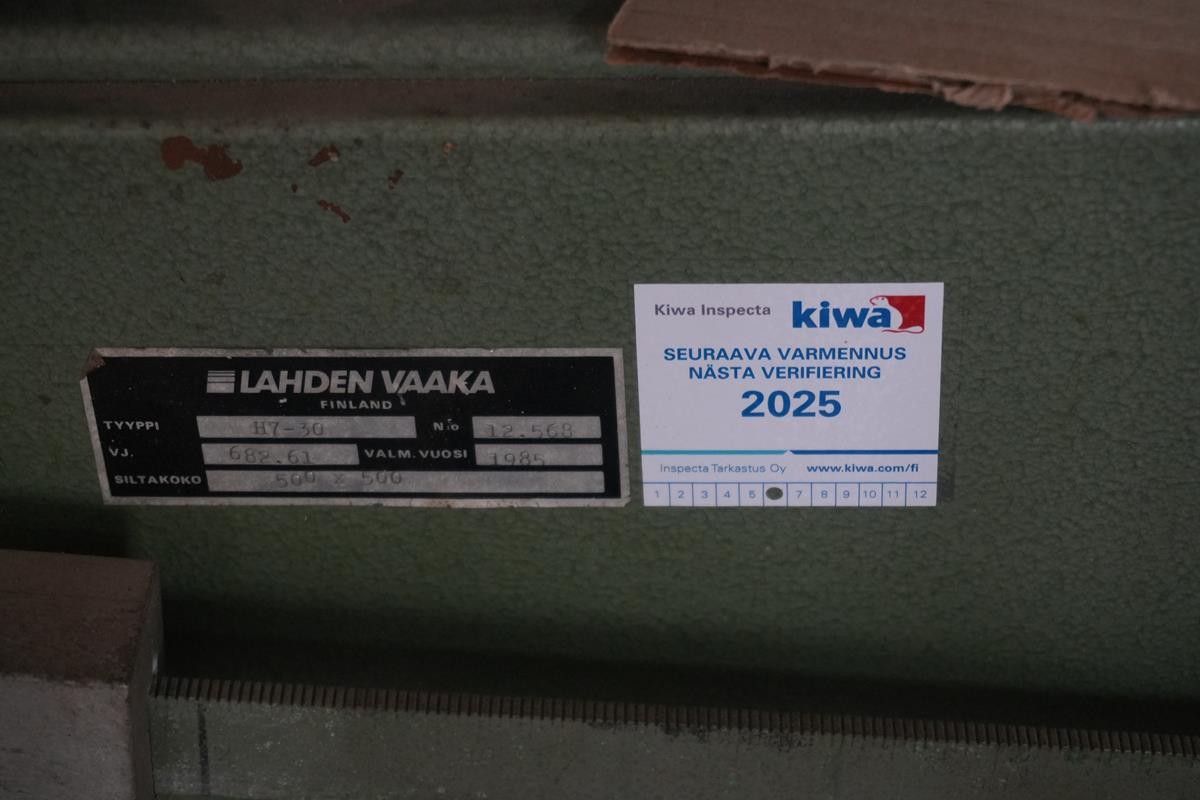 LAHDEN VAAKA
FINLAND
TYYPPI H7-30 N:o 12.568
VJ. 682.61 VALM. VUOSI 1985
SILTAKOKO 500 x 500
Kiwa Inspecta kiwa
SEURAAVA VARMENNUS
NÄSTA VERIFIERING
2025
Inspecta Tarkastus Oy www.kiwa.com/fi
1 2 3 4 5 7 8 9 10 11 12